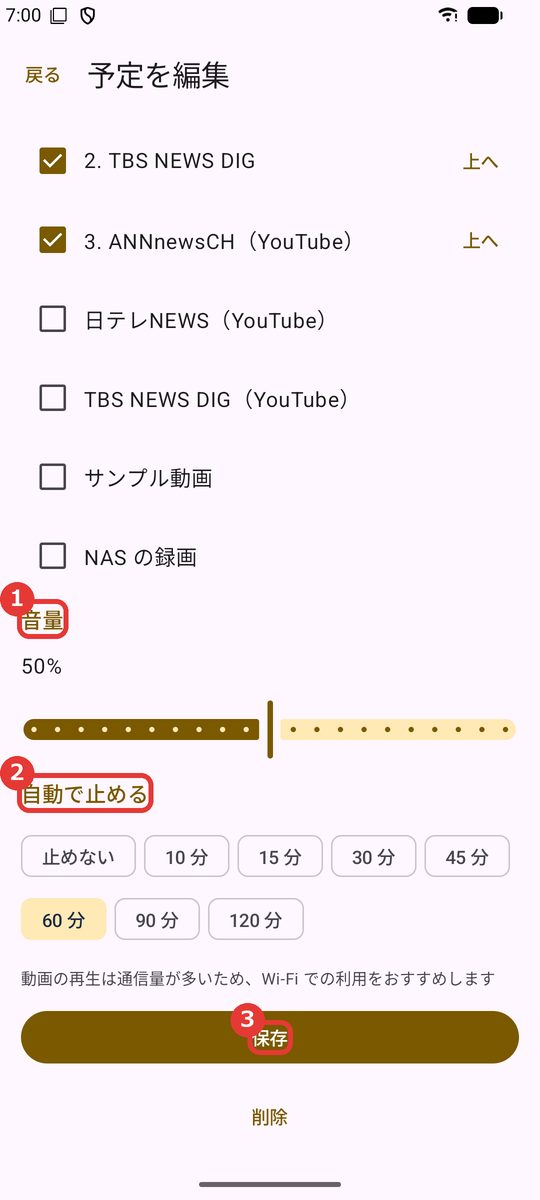 7:00
戻る 予定を編集
2. TBS NEWS DIG 上へ
3. ANNnewsCH（YouTube） 上へ
日テレNEWS（YouTube）
TBS NEWS DIG（YouTube）
サンプル動画
NAS の録画
1
音量
50%
2
自動で止める
止めない 10 分 15 分 30 分 45 分
60 分 90 分 120 分
動画の再生は通信量が多いため、Wi-Fi での利用をおすすめします
3
保存
削除